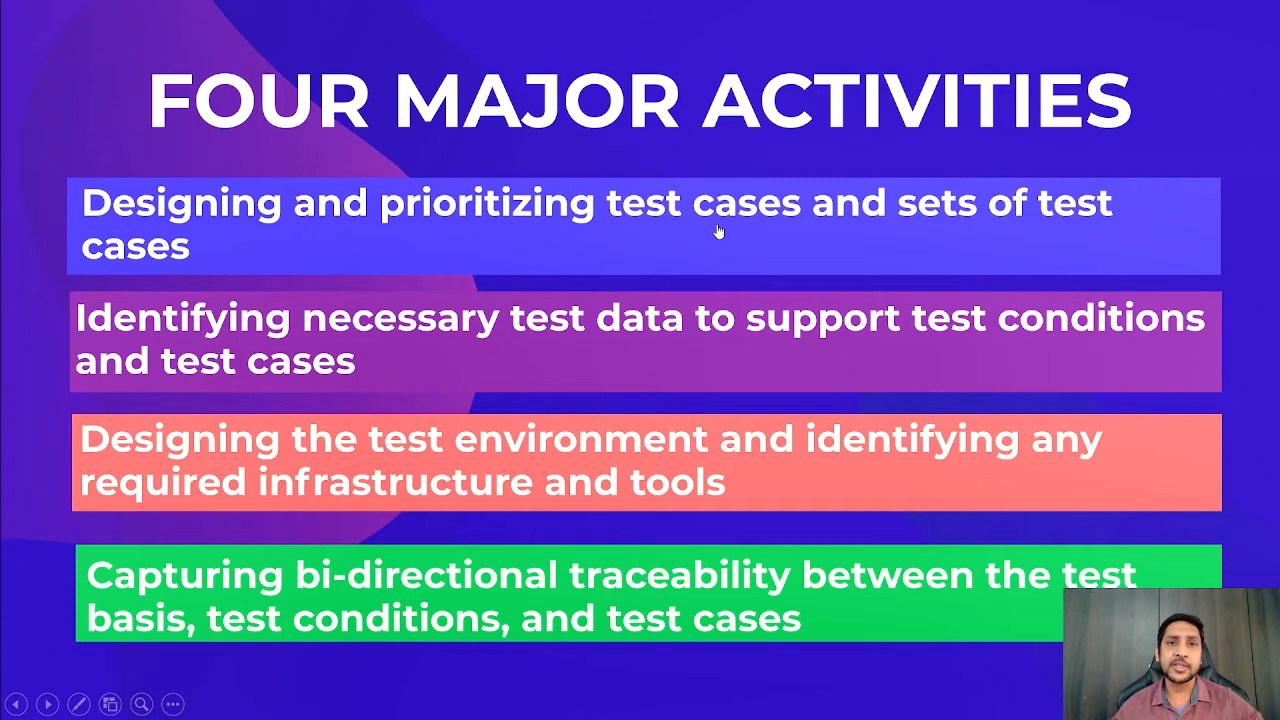 FOUR MAJOR ACTIVITIES
Designing and prioritizing test cases and sets of test
cases
Identifying necessary test data to support test conditions
and test cases
Designing the test environment and identifying any
required infrastructure and tools
Capturing bi-directional traceability between the test
basis, test conditions, and test cases